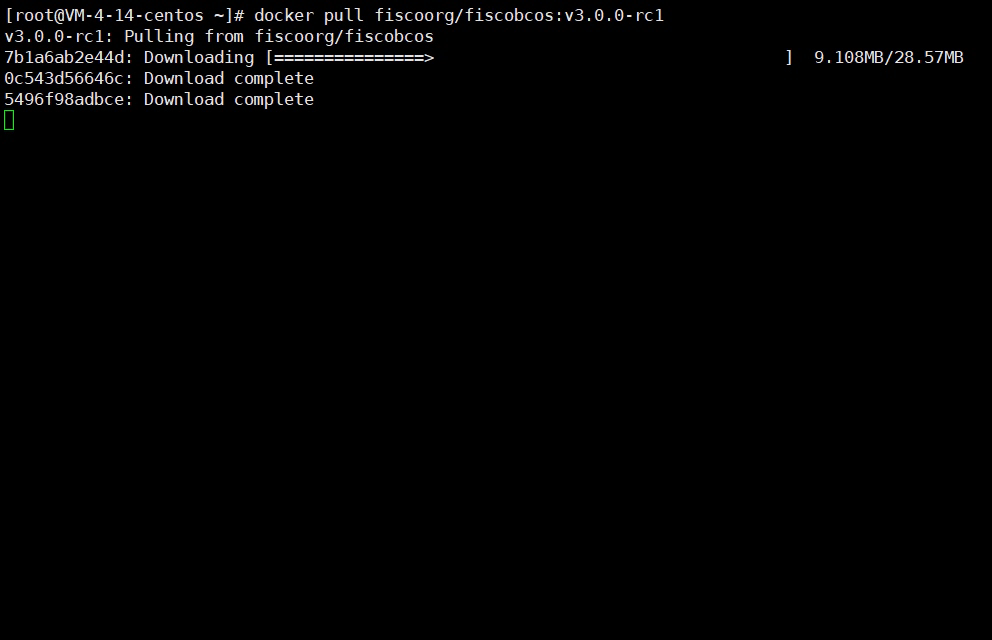 [root@VM-4-14-centos ~]# docker pull fiscoorg/fiscobcos:v3.0.0-rc1
v3.0.0-rc1: Pulling from fiscoorg/fiscobcos
7b1a6ab2e44d: Downloading [===============>                                   ]  9.108MB/28.57MB
0c543d56646c: Download complete
5496f98adbce: Download complete